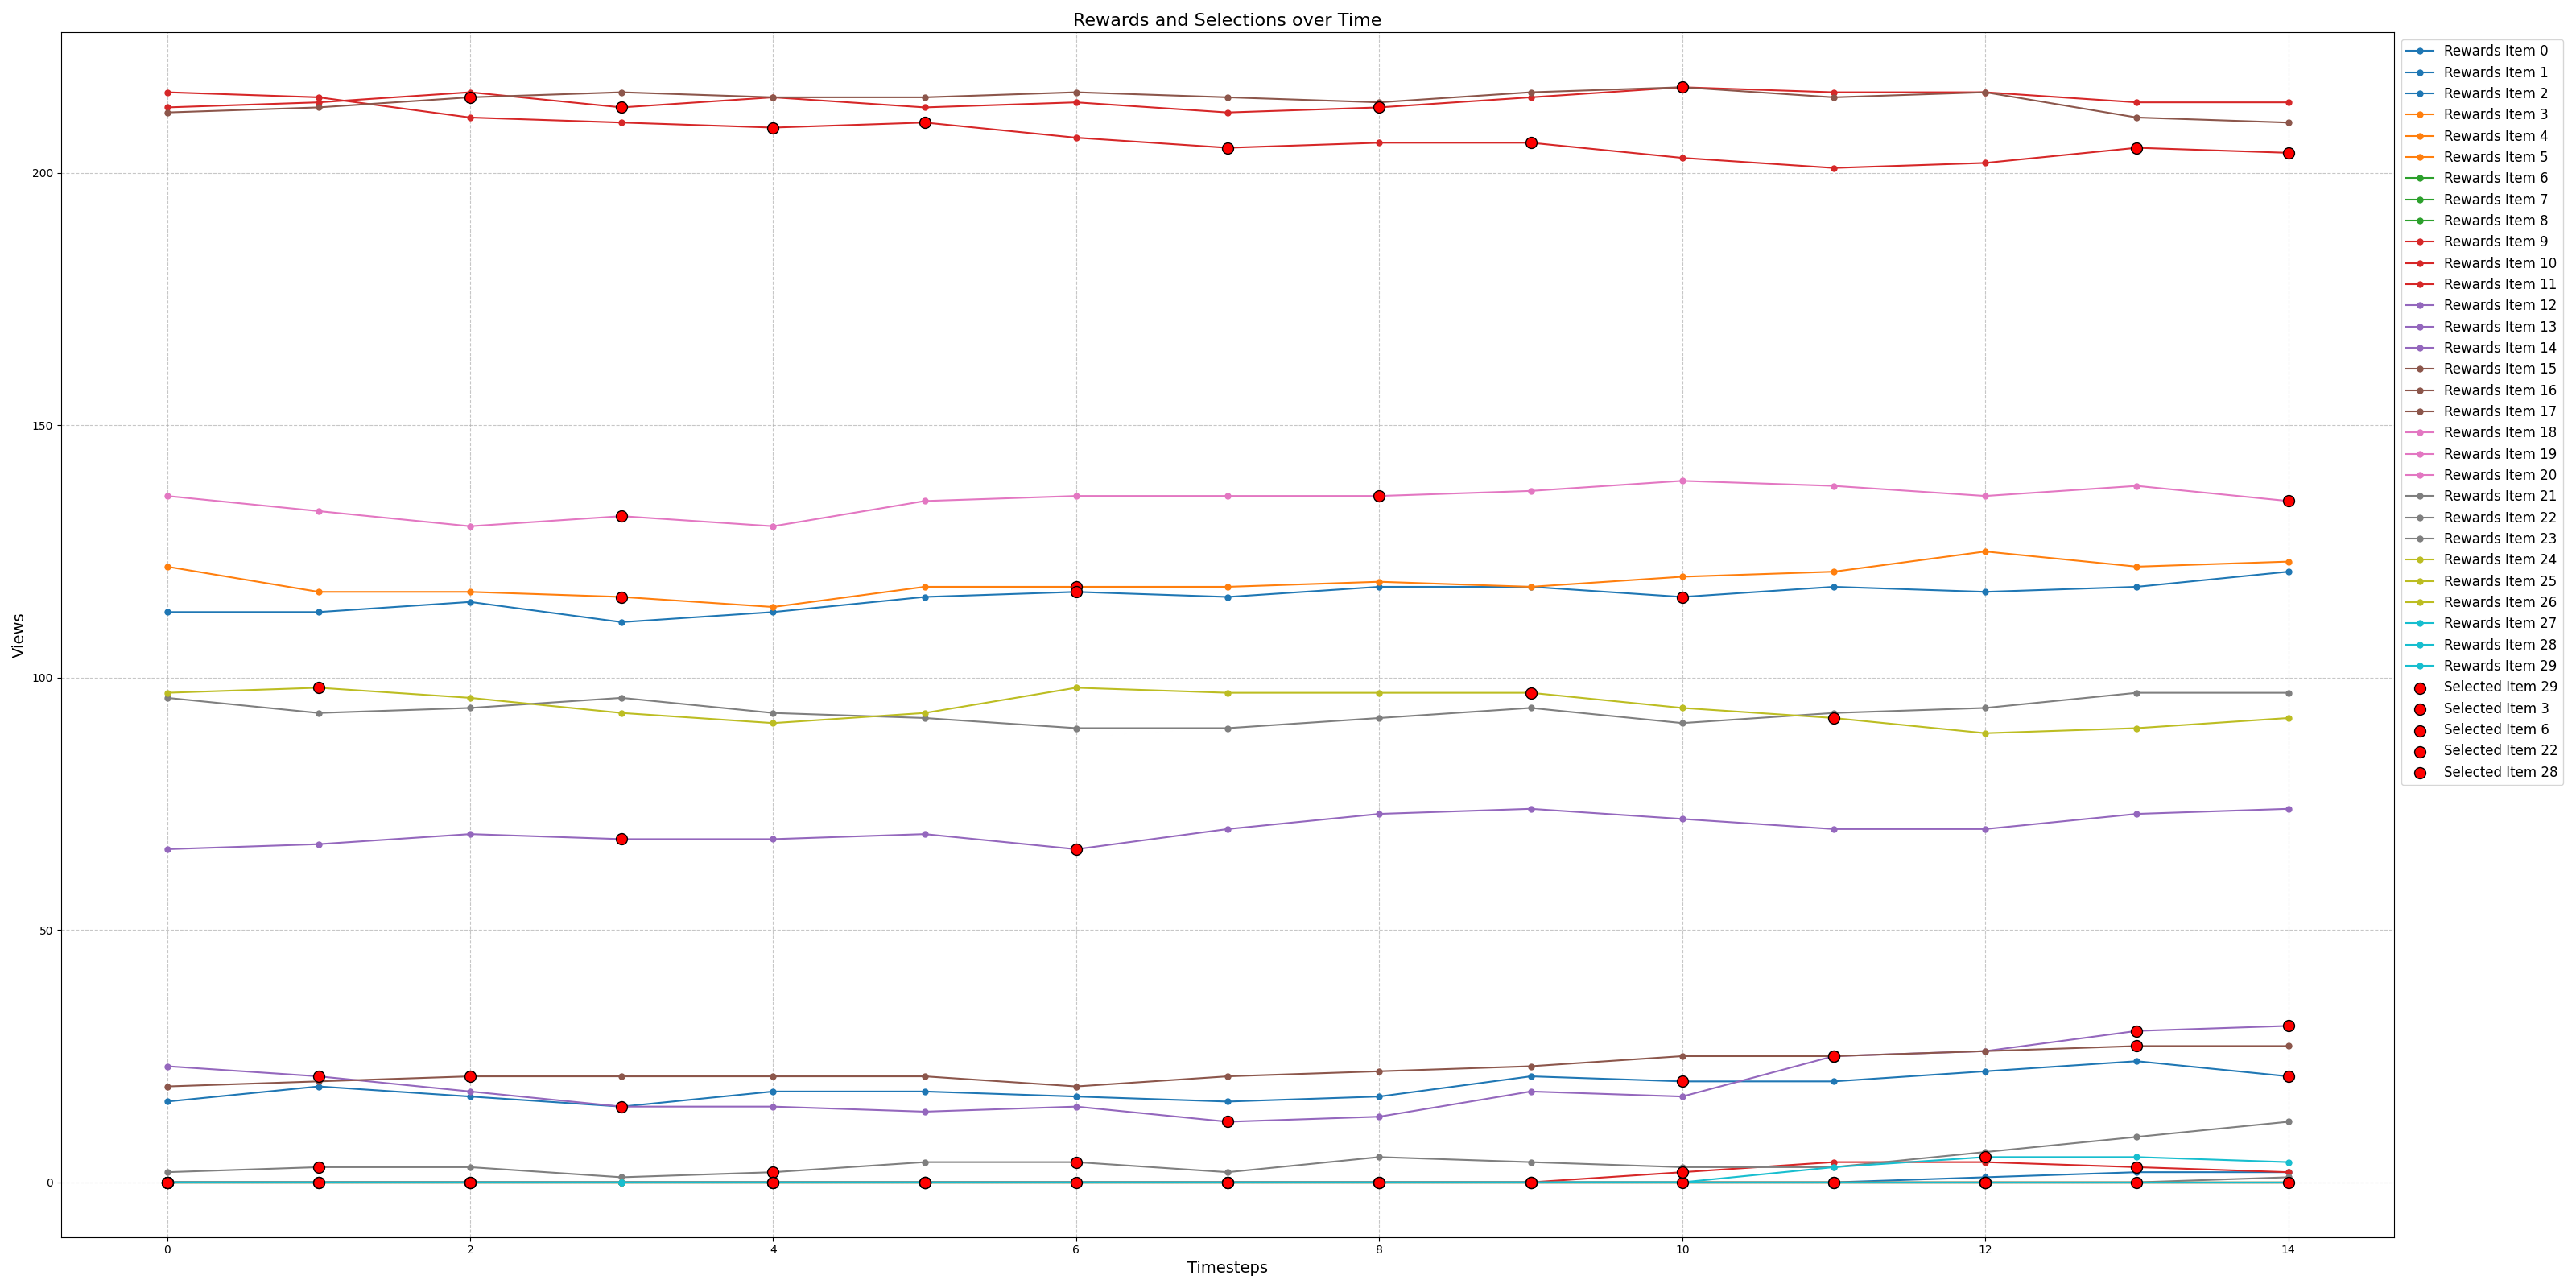 Rewards and Selections over Time
Views
200
150
100
50
0
0 2 4 6 8 10 12 14
Timesteps
Rewards Item 0
Rewards Item 1
Rewards Item 2
Rewards Item 3
Rewards Item 4
Rewards Item 5
Rewards Item 6
Rewards Item 7
Rewards Item 8
Rewards Item 9
Rewards Item 10
Rewards Item 11
Rewards Item 12
Rewards Item 13
Rewards Item 14
Rewards Item 15
Rewards Item 16
Rewards Item 17
Rewards Item 18
Rewards Item 19
Rewards Item 20
Rewards Item 21
Rewards Item 22
Rewards Item 23
Rewards Item 24
Rewards Item 25
Rewards Item 26
Rewards Item 27
Rewards Item 28
Rewards Item 29
Selected Item 29
Selected Item 3
Selected Item 6
Selected Item 22
Selected Item 28